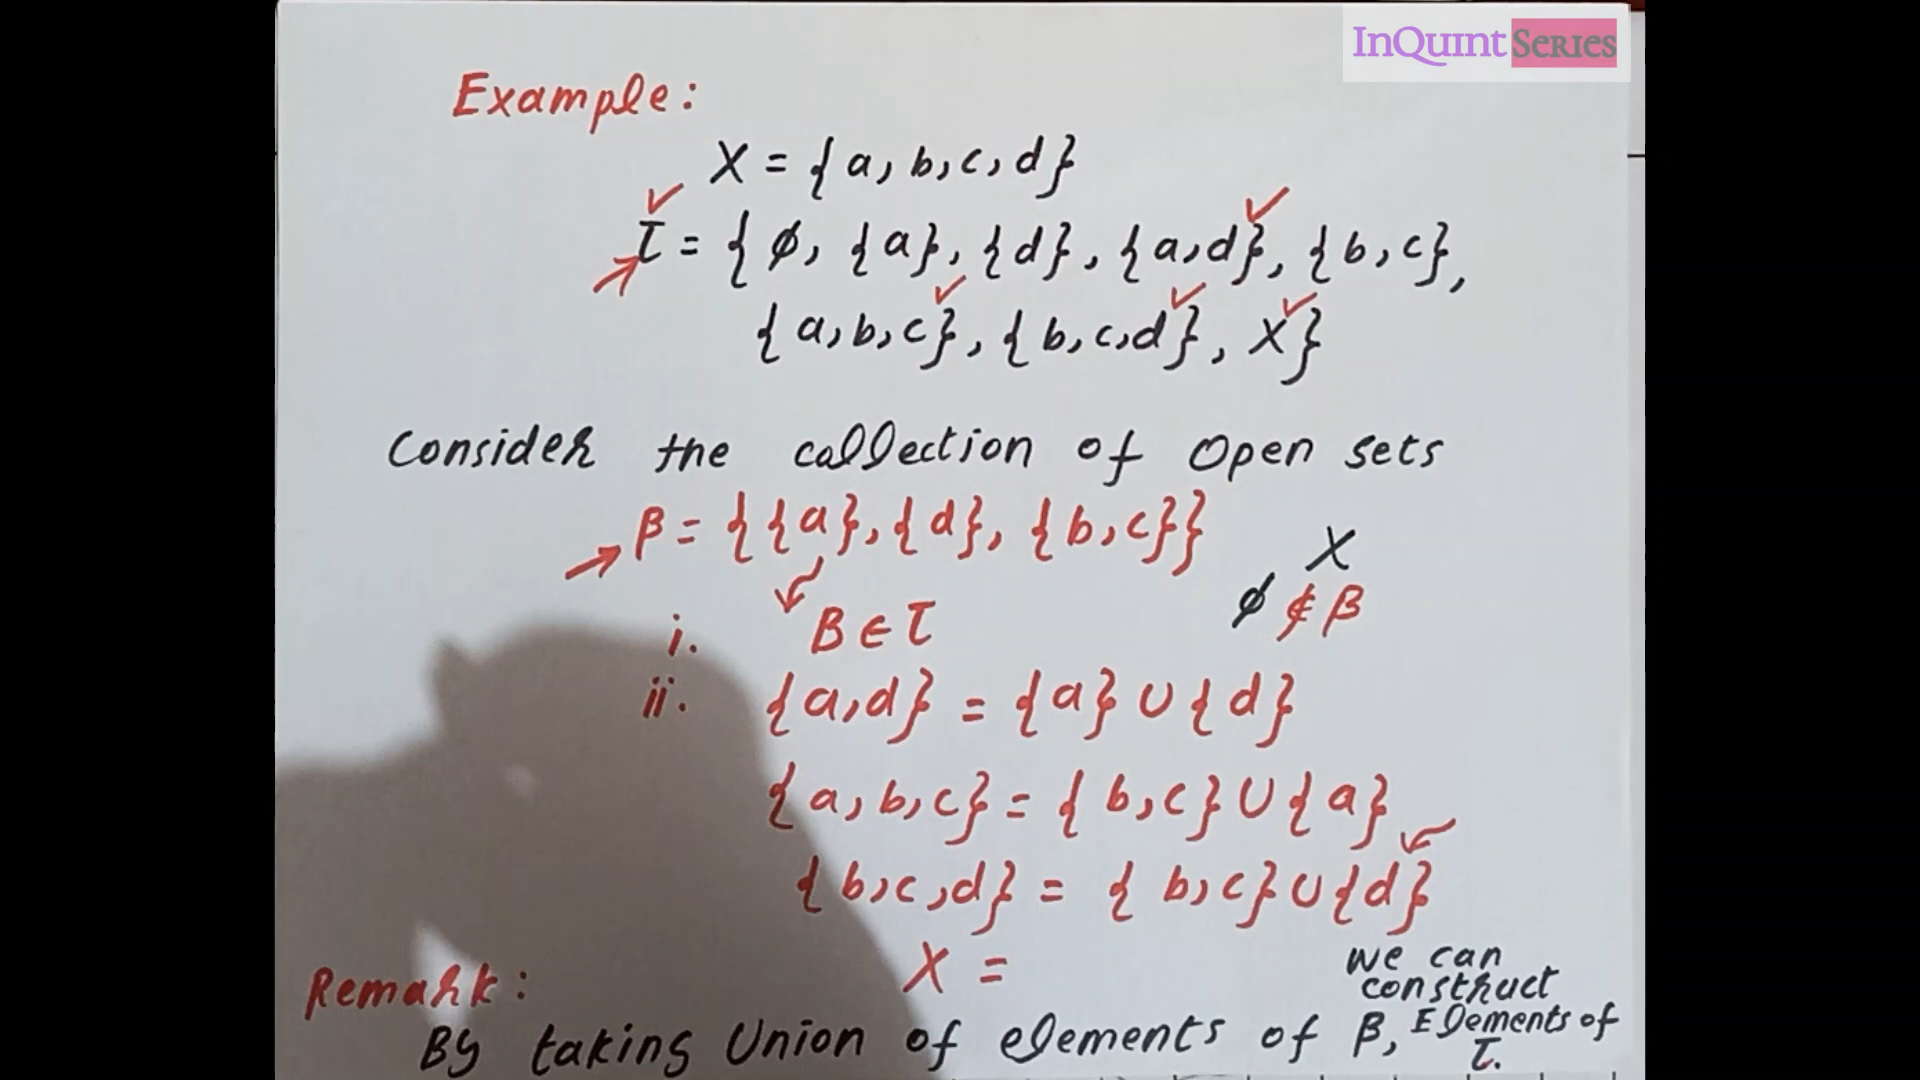 InQuint SERIES
Example:
X = {a, b, c, d}
τ = {ϕ, {a}, {d}, {a, d}, {b, c},
{a, b, c}, {b, c, d}, X}
Consider the collection of Open sets
β = {{a}, {d}, {b, c}}
X
ϕ ∉ β
i. B ∈ τ
ii. {a, d} = {a} ∪ {d}
{a, b, c} = {b, c} ∪ {a}
{b, c, d} = {b, c} ∪ {d}
X =
Remark:
By taking Union of elements of β, we can construct Elements of τ.